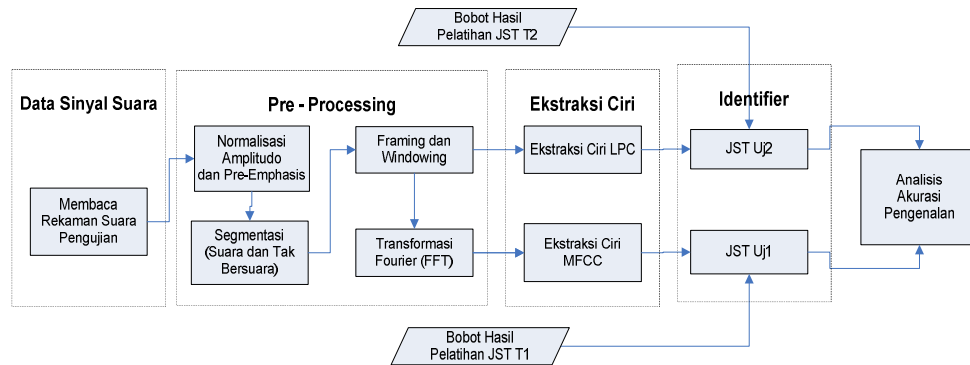 Bobot Hasil
Pelatihan JST T2
Data Sinyal Suara
Membaca
Rekaman Suara
Pengujian
Pre - Processing
Normalisasi
Amplitudo
dan Pre-Emphasis
Segmentasi
(Suara dan Tak
Bersuara)
Framing dan
Windowing
Transformasi
Fourier (FFT)
Ekstraksi Ciri
Ekstraksi Ciri LPC
Ekstraksi Ciri
MFCC
Identifier
JST Uj2
JST Uj1
Analisis
Akurasi
Pengenalan
Bobot Hasil
Pelatihan JST T1